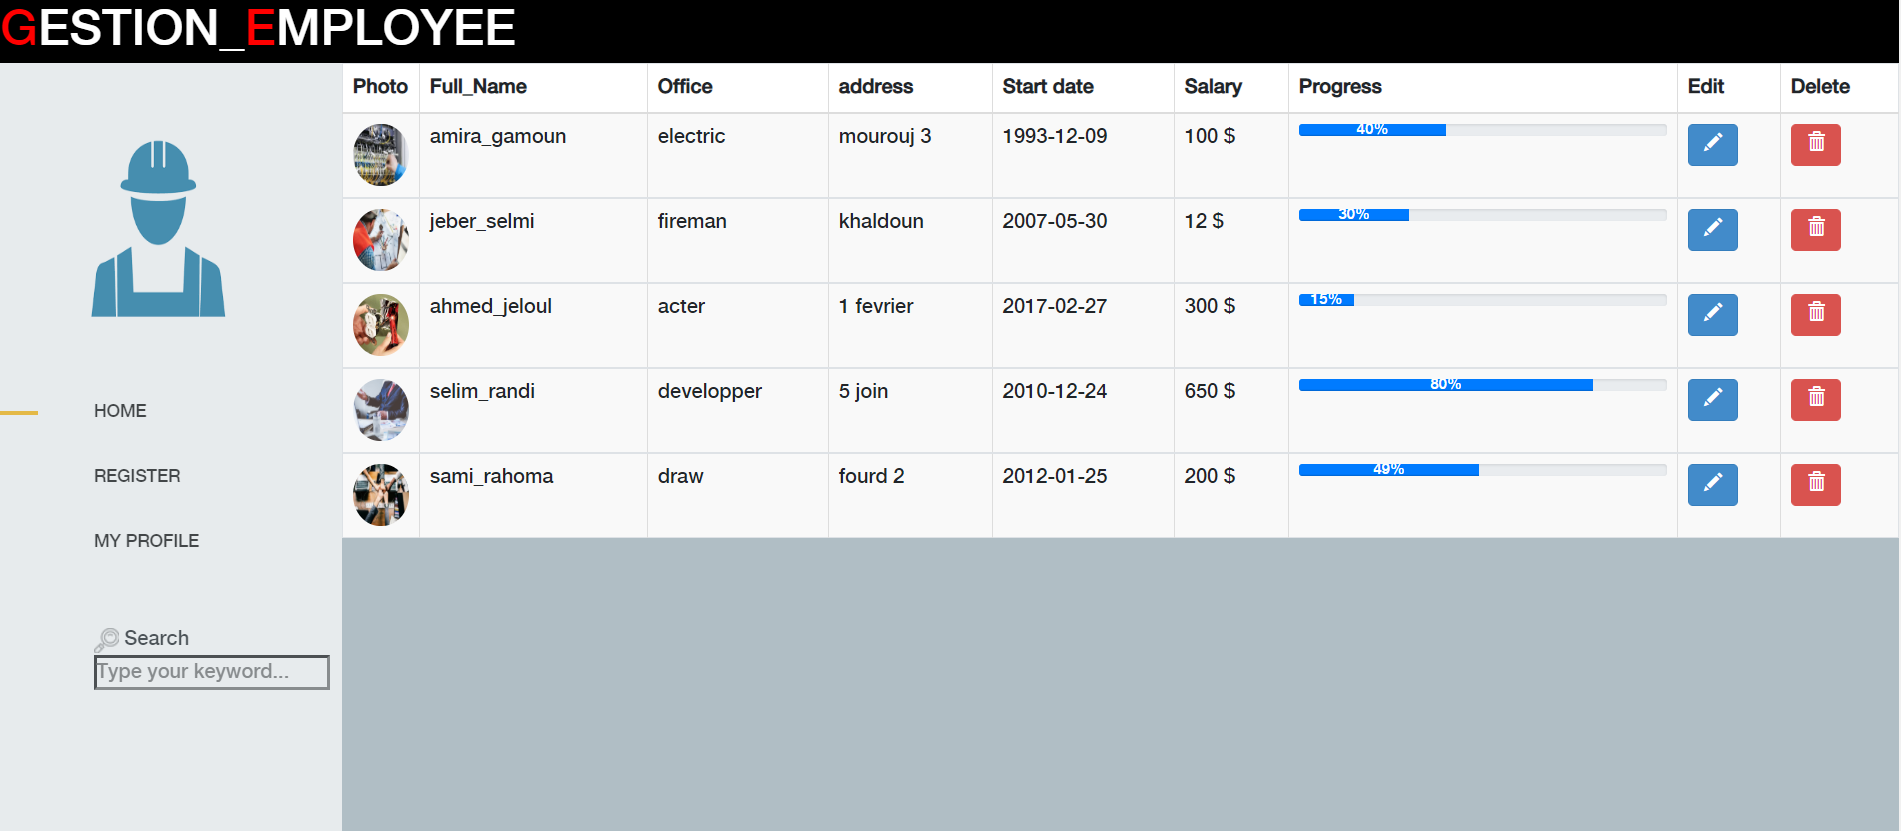 GESTION_EMPLOYEE
Photo Full_Name Office address Start date Salary Progress Edit Delete
amira_gamoun electric mourouj 3 1993-12-09 100 $ 40%
jeber_selmi fireman khaldoun 2007-05-30 12 $ 30%
ahmed_jeloul acter 1 fevrier 2017-02-27 300 $ 15%
selim_randi developper 5 join 2010-12-24 650 $ 80%
sami_rahoma draw fourd 2 2012-01-25 200 $ 49%
HOME
REGISTER
MY PROFILE
Search
Type your keyword...